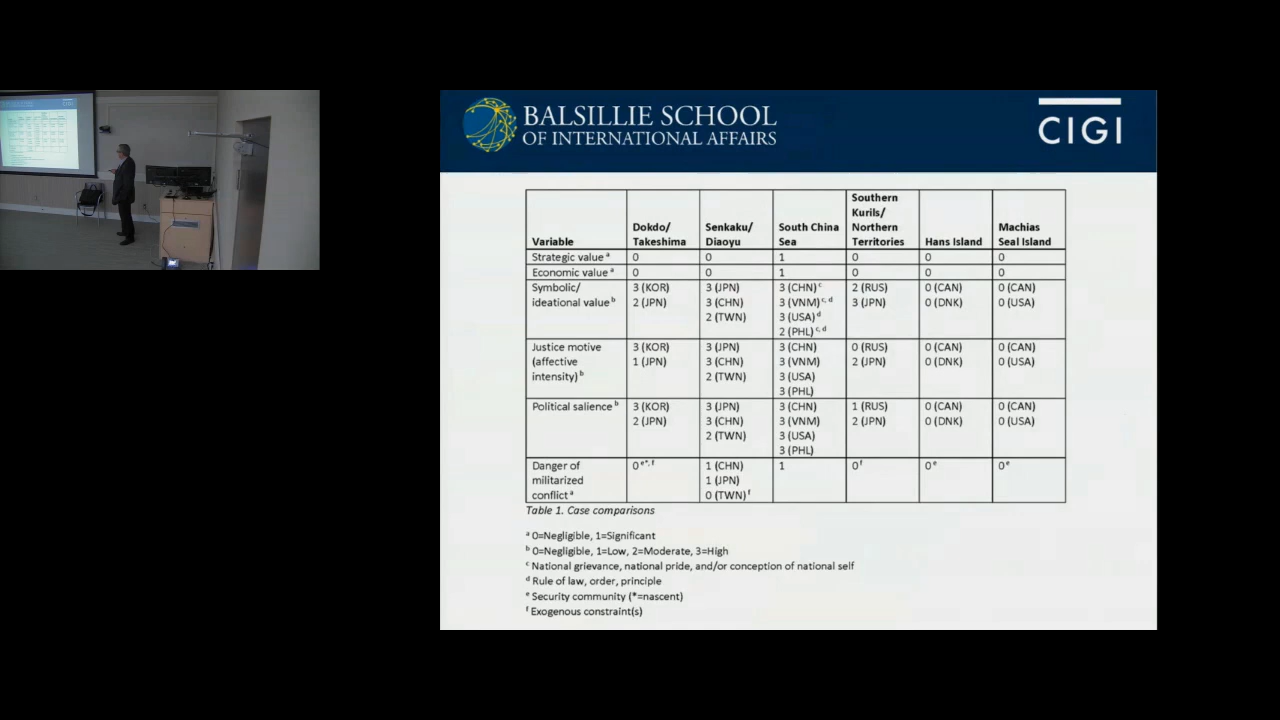 BALSILLIE SCHOOL
OF INTERNATIONAL AFFAIRS
CIGI
Variable Dokdo/ Takeshima Senkaku/ Diaoyu South China Sea Southern Kurils/ Northern Territories Hans Island Machias Seal Island
Strategic value a 0 0 1 0 0 0
Economic value a 0 0 1 0 0 0
Symbolic/ 3 (KOR) 3 (JPN) 3 (CHN) c 2 (RUS) 0 (CAN) 0 (CAN)
ideational value b 2 (JPN) 3 (CHN) 3 (VNM) c, d 3 (JPN) 0 (DNK) 0 (USA)
2 (TWN) 3 (USA) d
2 (PHL) c, d
Justice motive 3 (KOR) 3 (JPN) 3 (CHN) 0 (RUS) 0 (CAN) 0 (CAN)
(affective 1 (JPN) 3 (CHN) 3 (VNM) 2 (JPN) 0 (DNK) 0 (USA)
intensity) b 2 (TWN) 3 (USA)
3 (PHL)
Political salience b 3 (KOR) 3 (JPN) 3 (CHN) 1 (RUS) 0 (CAN) 0 (CAN)
2 (JPN) 3 (CHN) 3 (VNM) 2 (JPN) 0 (DNK) 0 (USA)
2 (TWN) 3 (USA)
3 (PHL)
Danger of 0 e*, f 1 (CHN) 1 0 f 0 e 0 e
militarized 1 (JPN)
conflict a 0 (TWN) f
Table 1. Case comparisons
a 0=Negligible, 1=Significant
b 0=Negligible, 1=Low, 2=Moderate, 3=High
c National grievance, national pride, and/or conception of national self
d Rule of law, order, principle
e Security community (*=nascent)
f Exogenous constraint(s)
CIGI